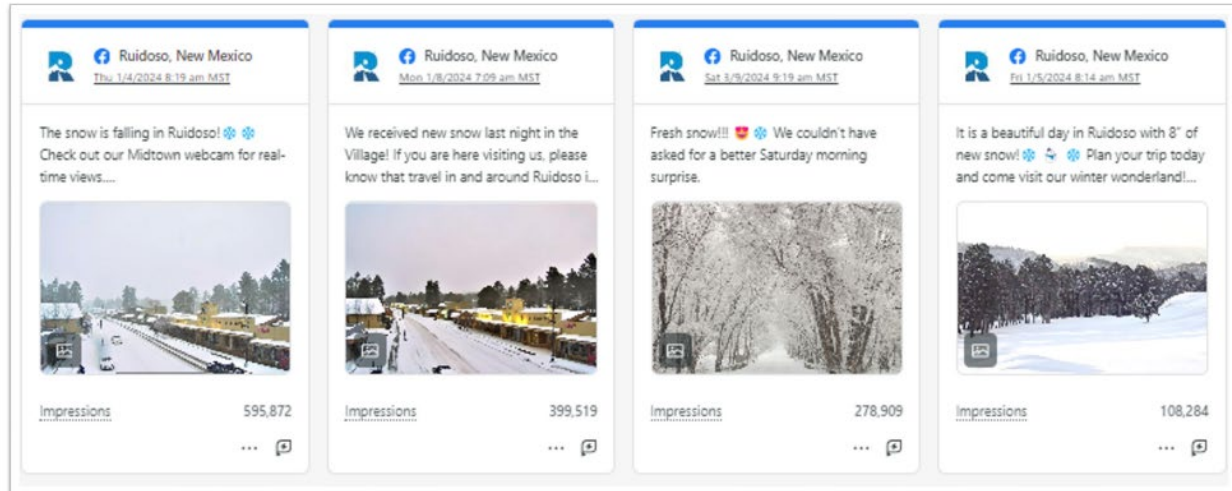 Ruidoso, New Mexico
Thu 1/4/2024 8:19 am MST
The snow is falling in Ruidoso! ❄️ ❄️
Check out our Midtown webcam for real-
time views....
Impressions 595,872
Ruidoso, New Mexico
Mon 1/8/2024 7:09 am MST
We received new snow last night in the
Village! If you are here visiting us, please
know that travel in and around Ruidoso i...
Impressions 399,519
Ruidoso, New Mexico
Sat 3/9/2024 9:19 am MST
Fresh snow!!! 😍 ❄️ We couldn't have
asked for a better Saturday morning
surprise.
Impressions 278,909
Ruidoso, New Mexico
Fri 1/5/2024 8:14 am MST
It is a beautiful day in Ruidoso with 8" of
new snow! ❄️ ⛄ ❄️ Plan your trip today
and come visit our winter wonderland!...
Impressions 108,284